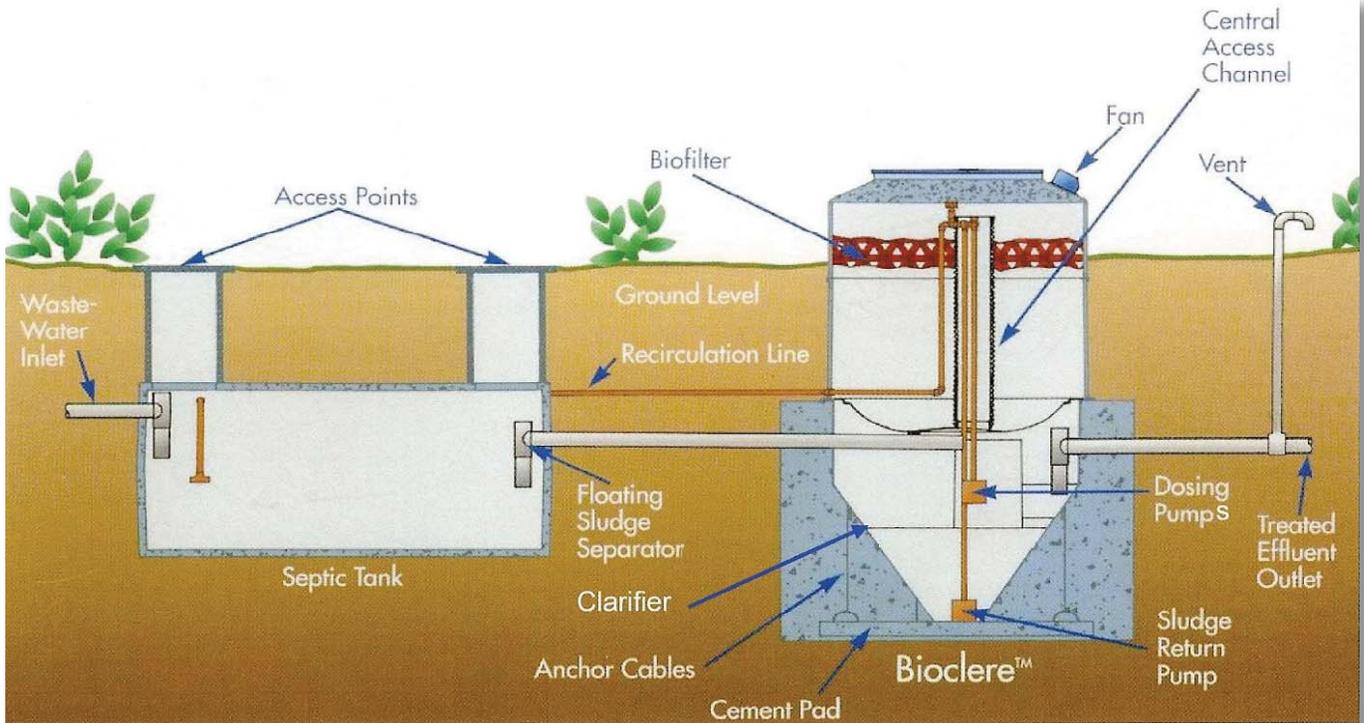 Central
Access
Channel
Fan
Biofilter
Vent
Access Points
Waste-
Water
Inlet
Ground Level
Recirculation Line
Floating
Sludge
Separator
Dosing
Pumps
Treated
Effluent
Outlet
Septic Tank
Clarifier
Sludge
Return
Pump
Anchor Cables
Bioclere™
Cement Pad